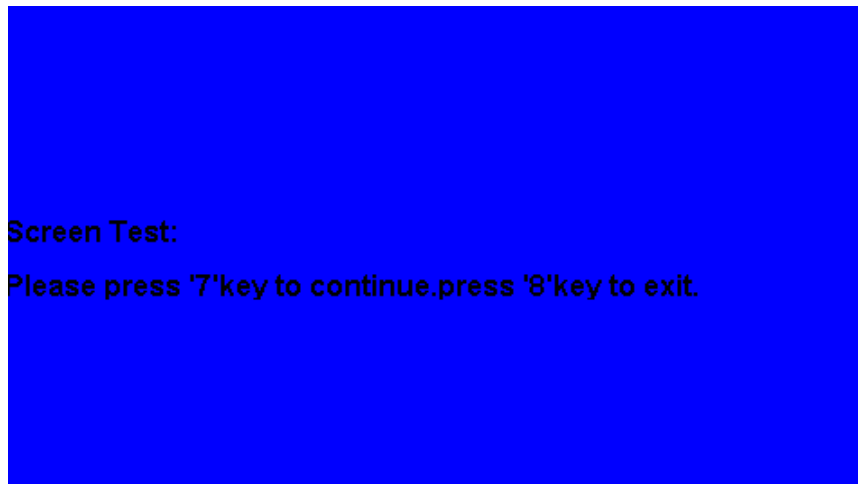 Screen Test:
Please press '7'key to continue.press '8'key to exit.